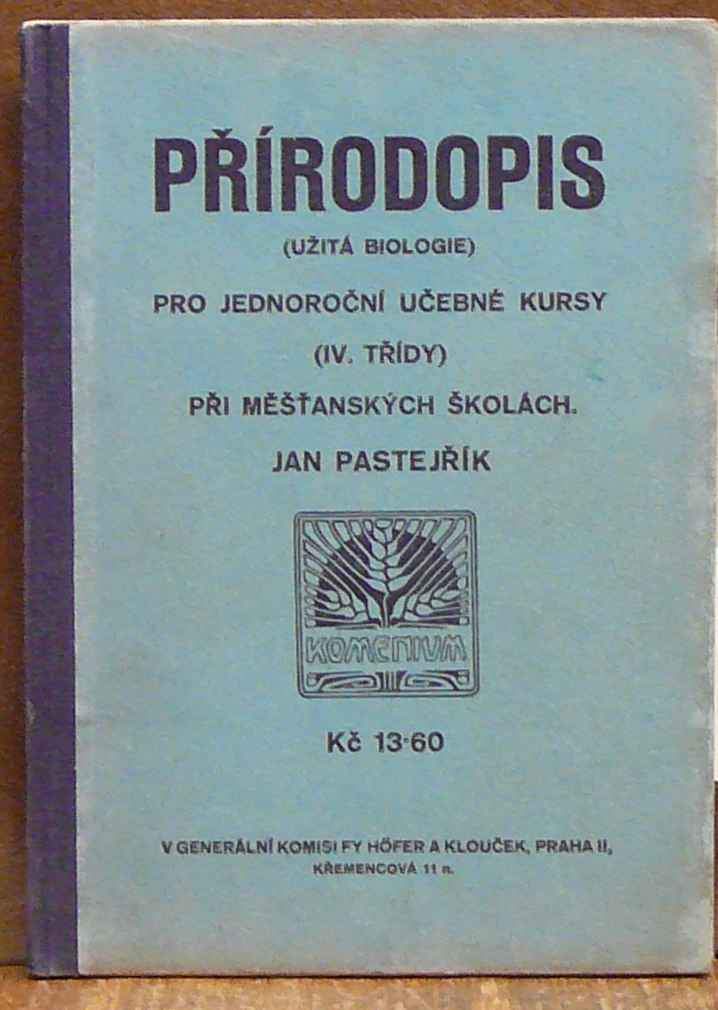 PŘÍRODOPIS
(UŽITÁ BIOLOGIE)
PRO JEDNOROČNÍ UČEBNÉ KURSY
(IV. TŘÍDY)
PŘI MĚŠŤANSKÝCH ŠKOLÁCH.
JAN PASTEJŘÍK
KOMENIUM
Kč 13·60
V GENERÁLNÍ KOMISI FY HÖFER A KLOUČEK, PRAHA II,
KŘEMENCOVÁ 11 n.